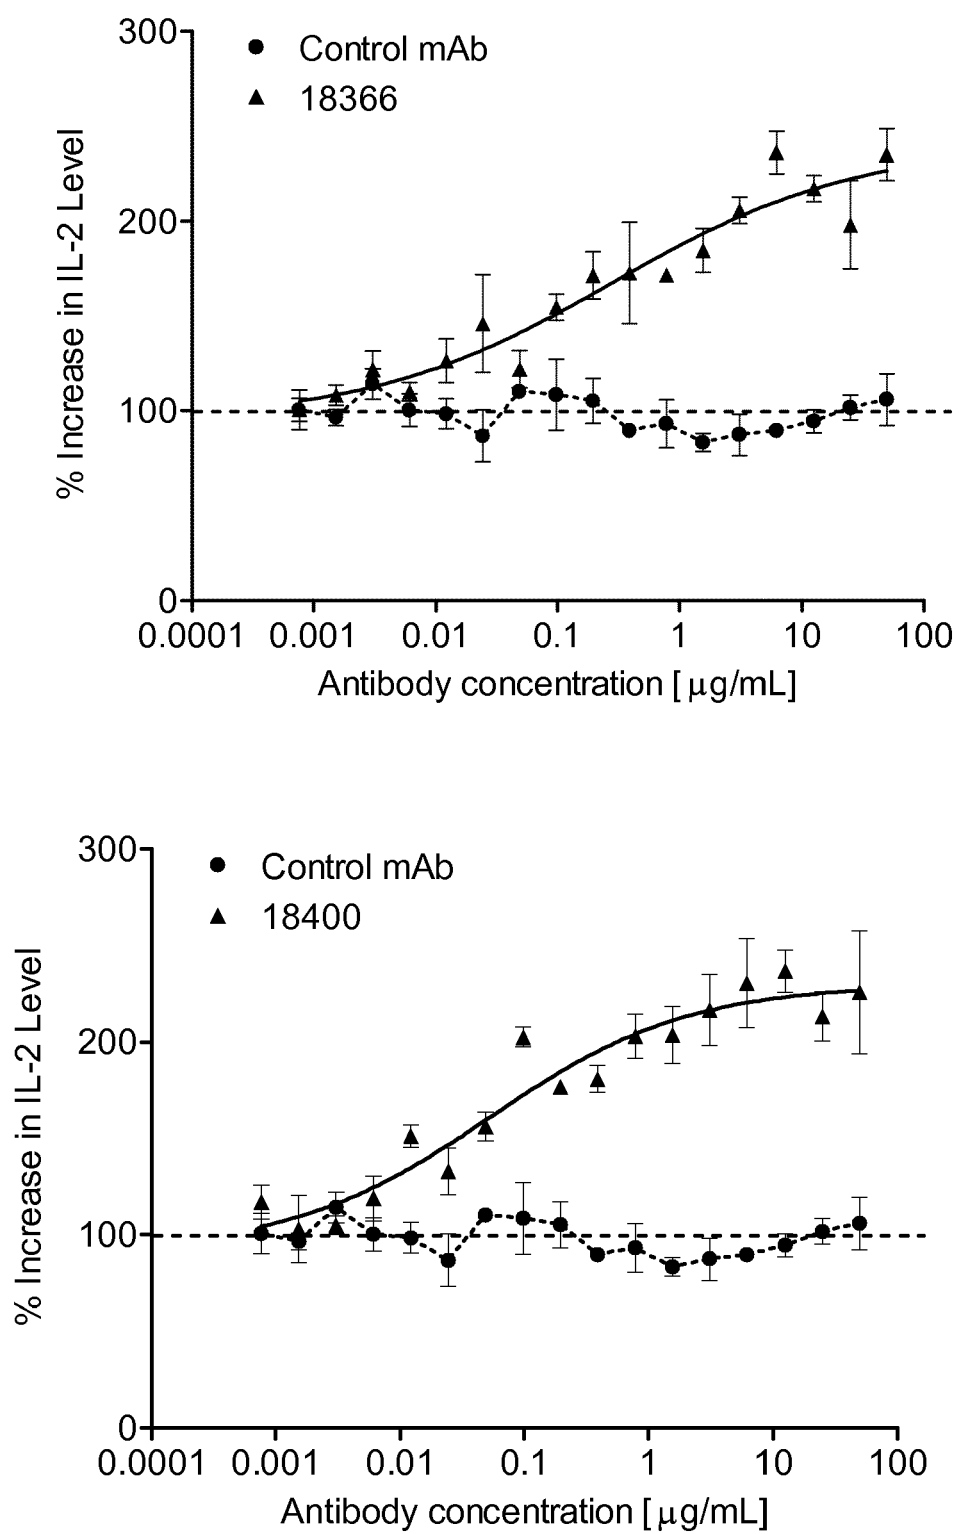 300
Control mAb
18366
200
% Increase in IL-2 Level
100
0
0.0001 0.001 0.01 0.1 1 10 100
Antibody concentration [ μg/mL]
300
Control mAb
18400
200
% Increase in IL-2 Level
100
0
0.0001 0.001 0.01 0.1 1 10 100
Antibody concentration [ μg/mL]